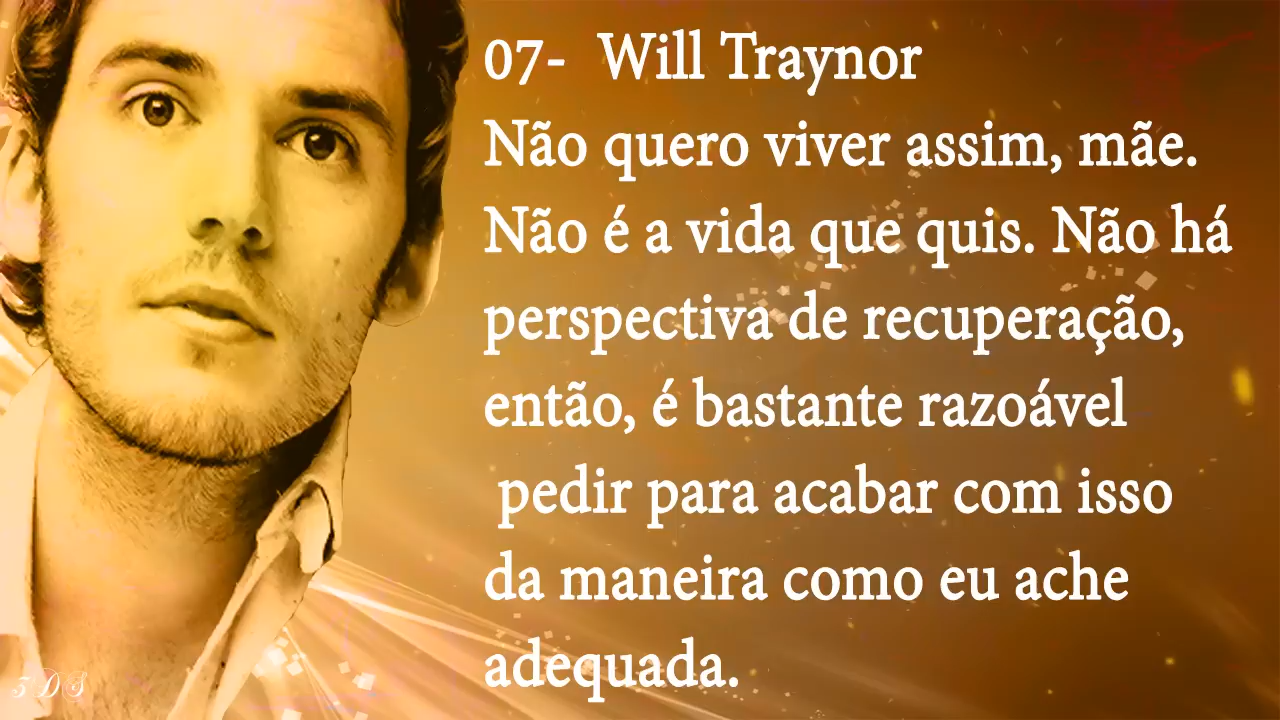 07- Will Traynor
Não quero viver assim, mãe.
Não é a vida que quis. Não há
perspectiva de recuperação,
então, é bastante razoável
pedir para acabar com isso
da maneira como eu ache
adequada.